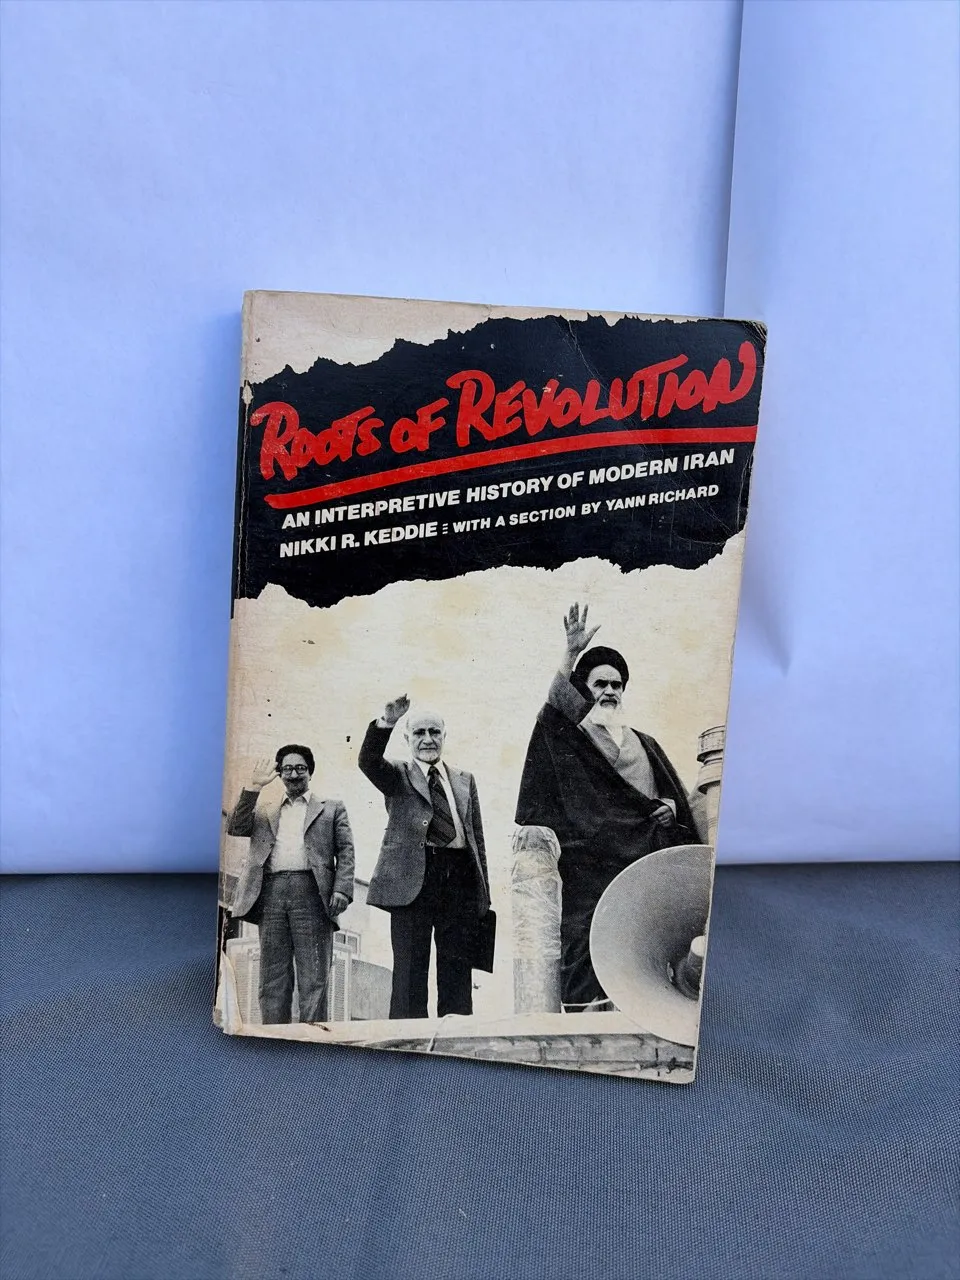 ROOTS OF REVOLUTION
AN INTERPRETIVE HISTORY OF MODERN IRAN
NIKKI R. KEDDIE WITH A SECTION BY YANN RICHARD